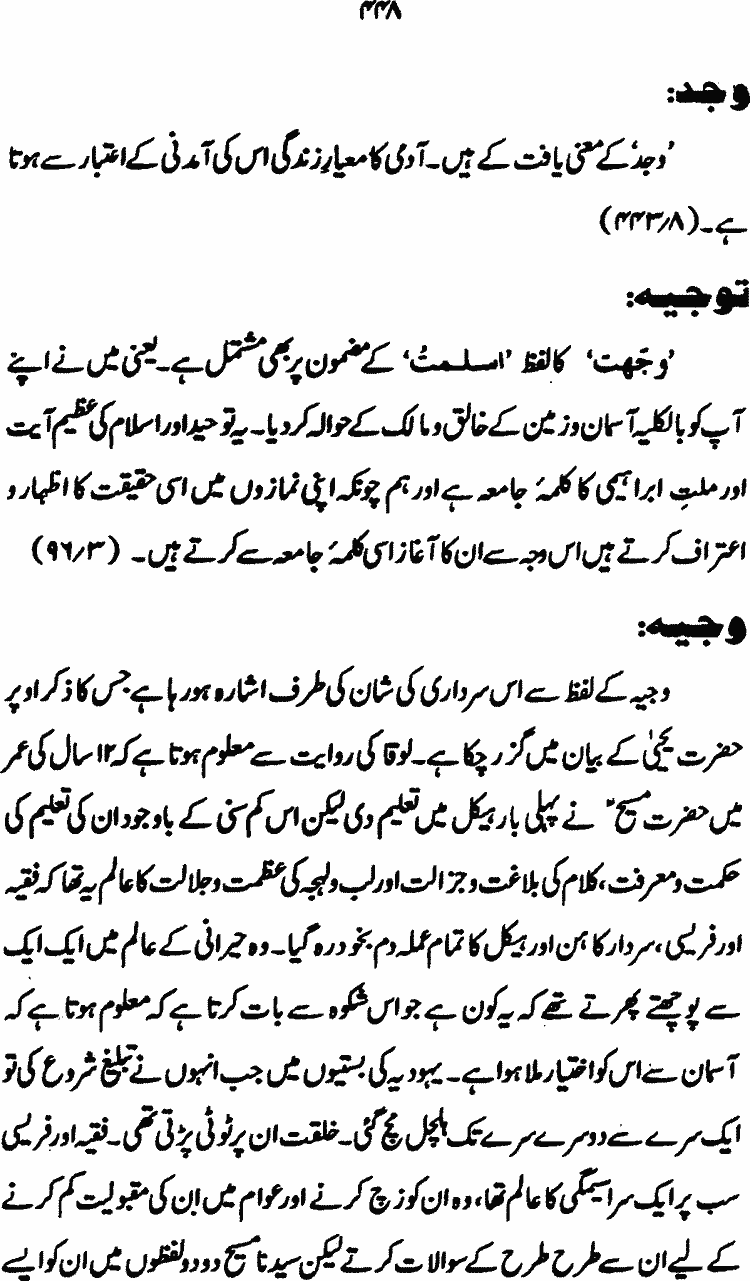 ۴۴۸
وجد:
’وجد‘ کے معنی یافت کے ہیں۔ آدمی کا معیارِ زندگی اس کی آمدنی کے اعتبار سے ہوتا
ہے۔ (۴۴۳/۸)
توجیہ:
’وجّهت‘ کا لفظ ’اسلمتُ‘ کے مضمون پر بھی مشتمل ہے۔ یعنی میں نے اپنے
آپ کو بالکلیہ آسمان و زمین کے خالق و مالک کے حوالہ کر دیا۔ یہ توحید اور اسلام کی عظیم آیت
اور ملتِ ابراہیمی کا کلمۂ جامعہ ہے اور ہم چونکہ اپنی نمازوں میں اسی حقیقت کا اظہار و
اعتراف کرتے ہیں اس وجہ سے ان کا آغاز اسی کلمۂ جامعہ سے کرتے ہیں۔ (۹۶/۳)
وجیہ:
وجیہ کے لفظ سے اس سرداری کی شان کی طرف اشارہ ہو رہا ہے جس کا ذکر اوپر
حضرت یحییٰ کے بیان میں گزر چکا ہے۔ لوقا کی روایت سے معلوم ہوتا ہے کہ ۱۲ سال کی عمر
میں حضرت مسیحؑ نے پہلی بار ہیکل میں تعلیم دی لیکن اس کم سنی کے باوجود ان کی تعلیم کی
حکمت و معرفت، کلام کی بلاغت و جزالت اور لب و لہجہ کی عظمت و جلالت کا عالم یہ تھا کہ فقیہ
اور فریسی، سردار کاہن اور ہیکل کا تمام عملہ دم بخود رہ گیا۔ وہ حیرانی کے عالم میں ایک ایک
سے پوچھتے پھرتے تھے کہ یہ کون ہے جو اس شکوہ سے بات کرتا ہے کہ معلوم ہوتا ہے کہ
آسمان سے اس کو اختیار ملا ہوا ہے۔ یہودیہ کی بستیوں میں جب انہوں نے تبلیغ شروع کی تو
ایک سرے سے دوسرے سرے تک ہلچل مچ گئی۔ خلقت ان پر ٹوٹی پڑتی تھی۔ فقیہ اور فریسی
سب پر ایک سراسیمگی کا عالم تھا، وہ ان کو زچ کرنے اور عوام میں ان کی مقبولیت کم کرنے
کے لیے ان سے طرح طرح کے سوالات کرتے لیکن سیدنا مسیح دو دو لفظوں میں ان کو ایسے